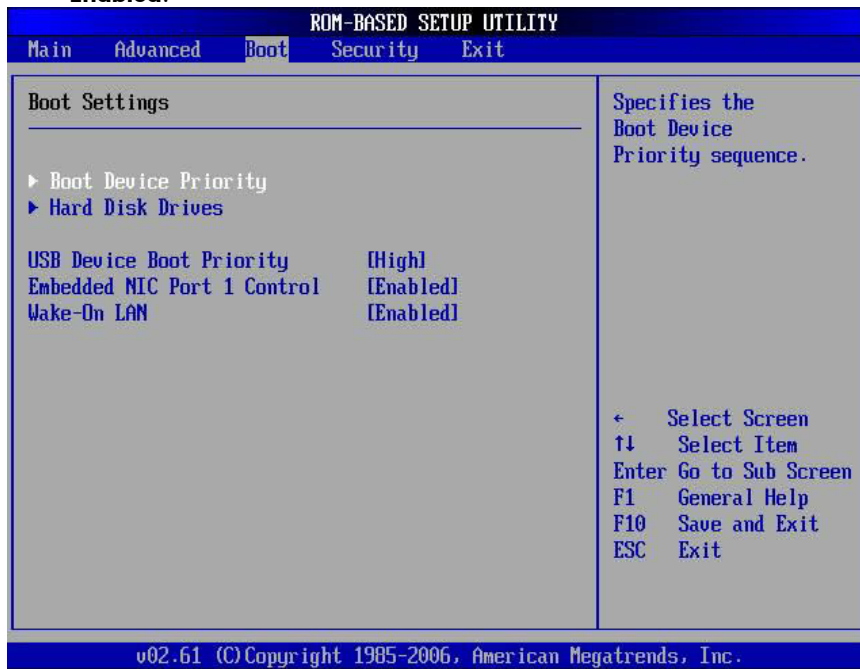 Enabled.
ROM-BASED SETUP UTILITY
Main Advanced Boot Security Exit
Boot Settings
▶ Boot Device Priority
▶ Hard Disk Drives
USB Device Boot Priority [High]
Embedded NIC Port 1 Control [Enabled]
Wake-On LAN [Enabled]
Specifies the
Boot Device
Priority sequence.
← Select Screen
↑↓ Select Item
Enter Go to Sub Screen
F1 General Help
F10 Save and Exit
ESC Exit
v02.61 (C)Copyright 1985-2006, American Megatrends, Inc.